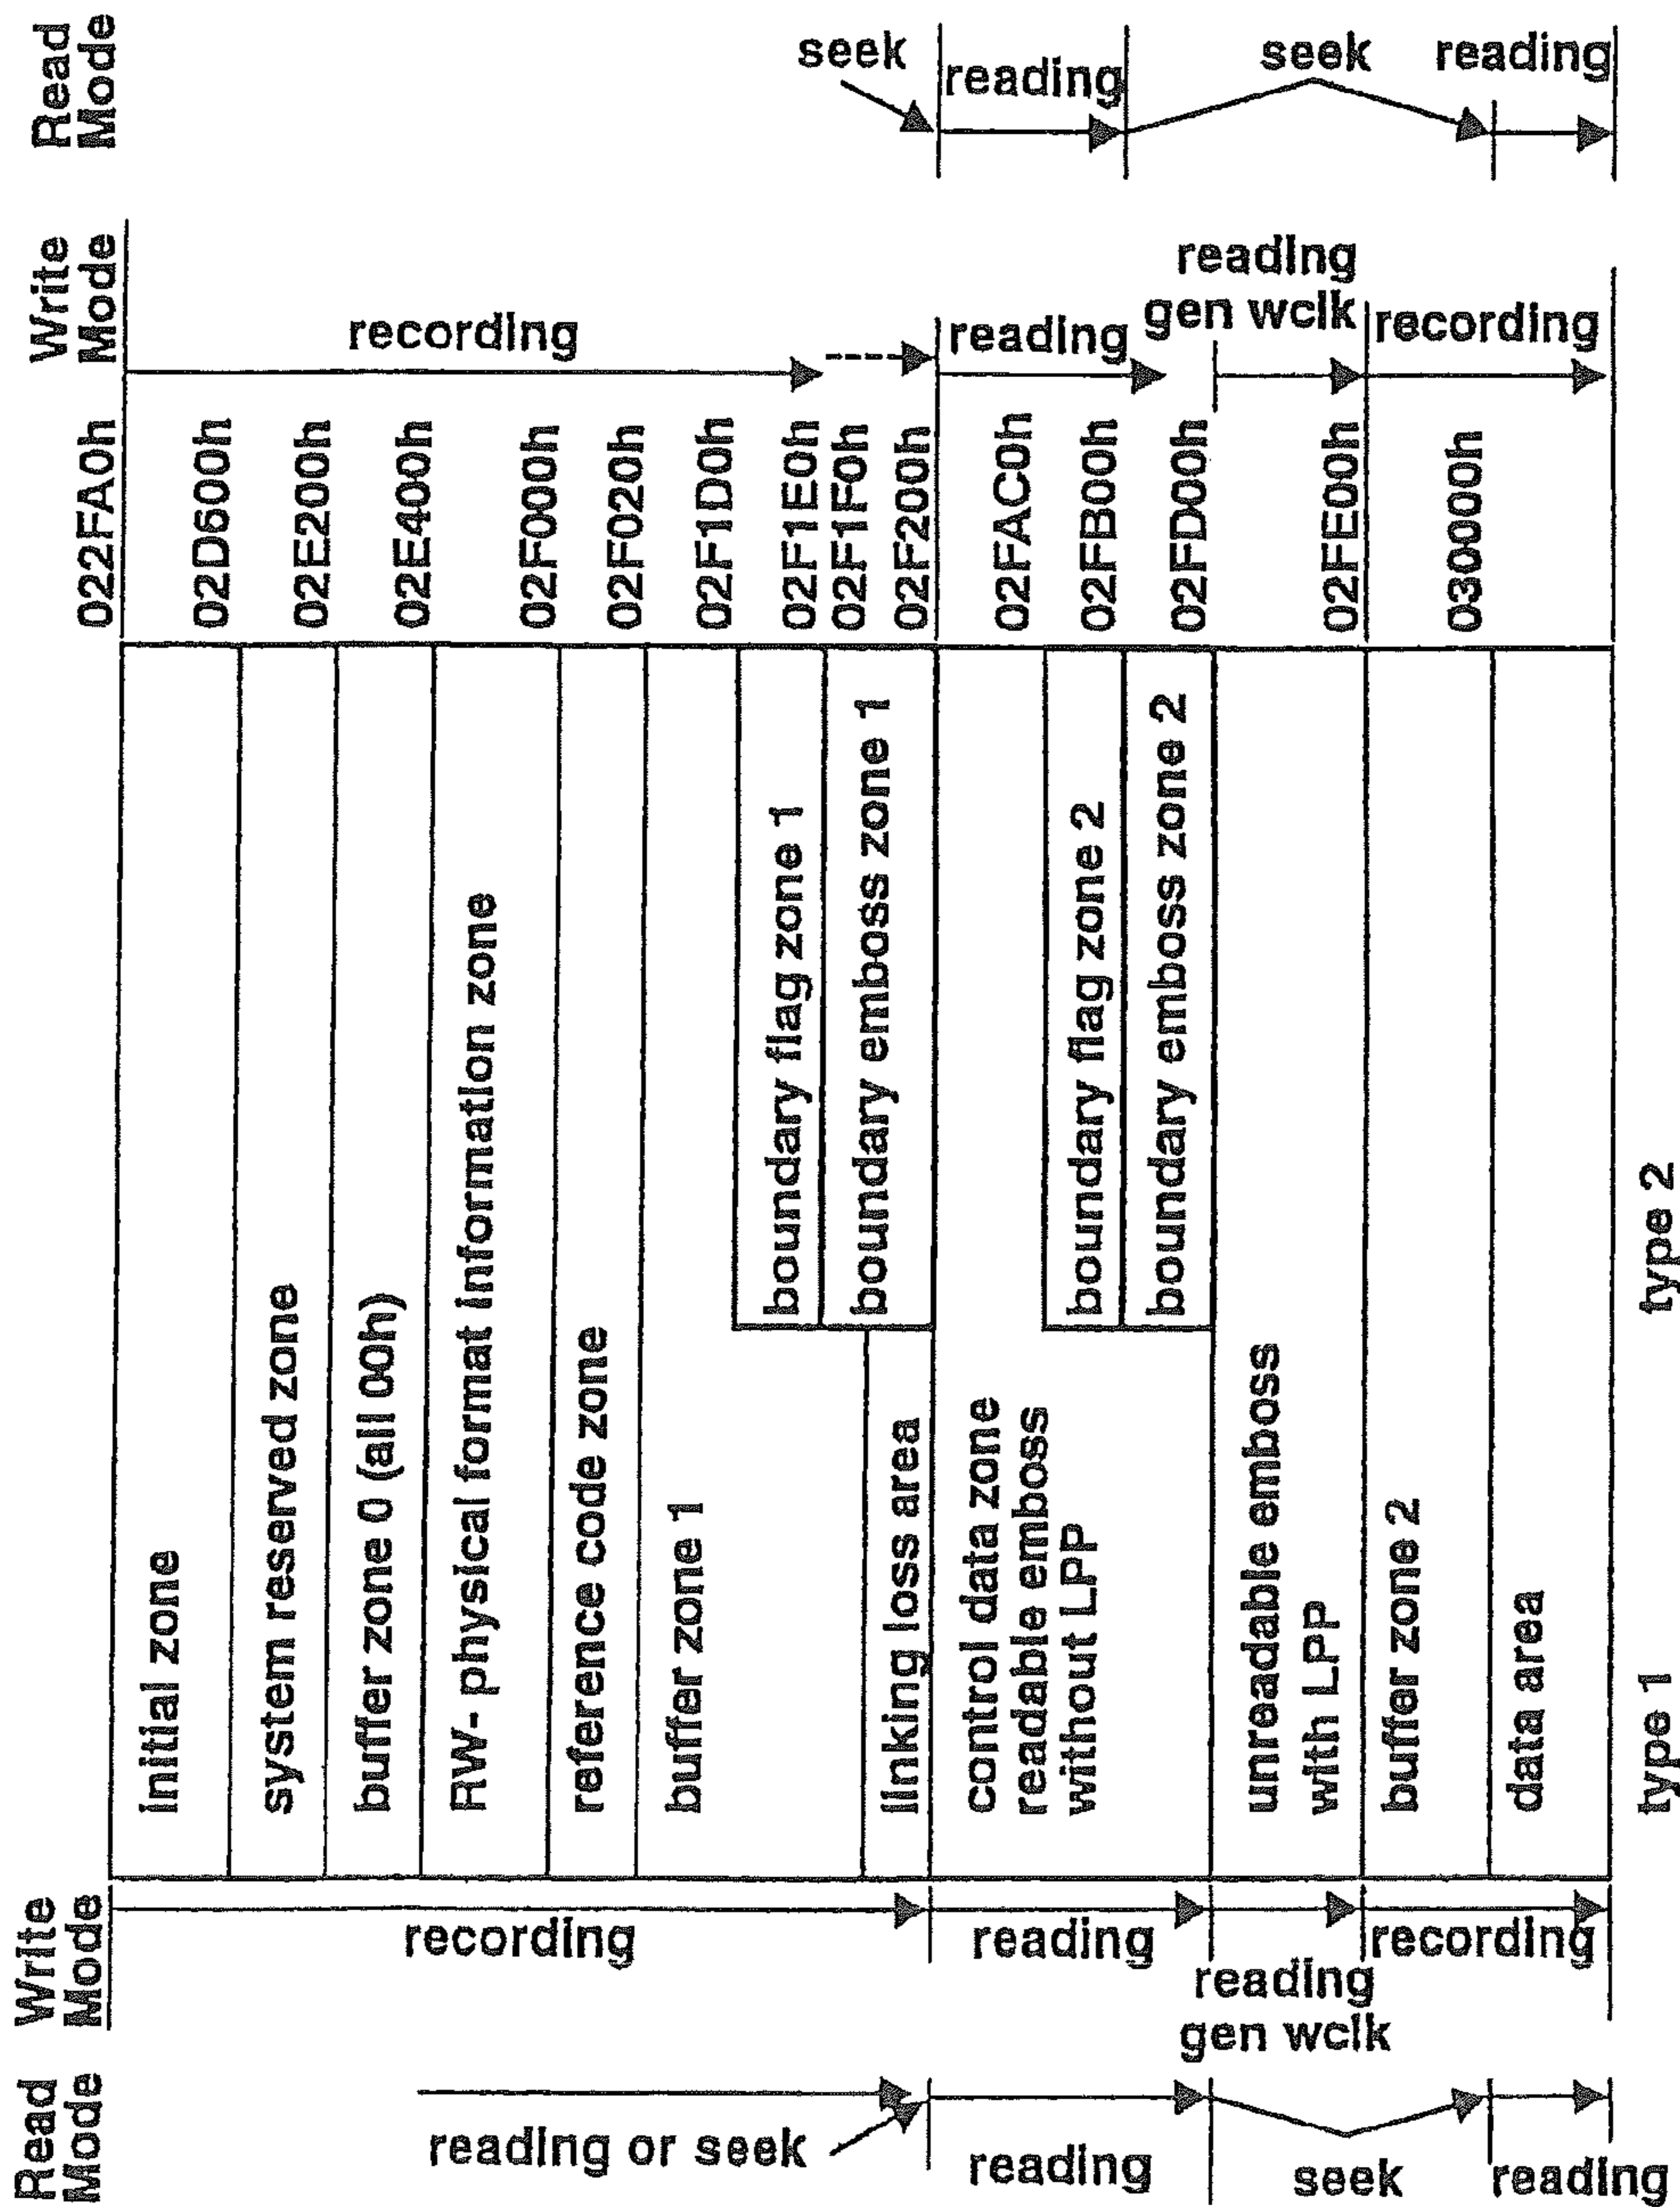 Read
Mode
seek
reading
seek
reading
Write
Mode
recording
reading
reading
gen wclk
recording
022FA0h
02D600h
02E200h
02E400h
02F000h
02F020h
02F1D0h
02F1E0h
02F1F0h
02F200h
02FAC0h
02FB00h
02FD00h
02FE00h
030000h
initial zone
system reserved zone
buffer zone 0 (all 00h)
RW- physical format information zone
reference code zone
buffer zone 1
boundary flag zone 1
boundary emboss zone 1
linking loss area
control data zone
readable emboss
without LPP
boundary flag zone 2
boundary emboss zone 2
unreadable emboss
with LPP
buffer zone 2
data area
type 1
type 2
Write
Mode
recording
reading
reading
gen wclk
recording
Read
Mode
reading or seek
reading
seek
reading